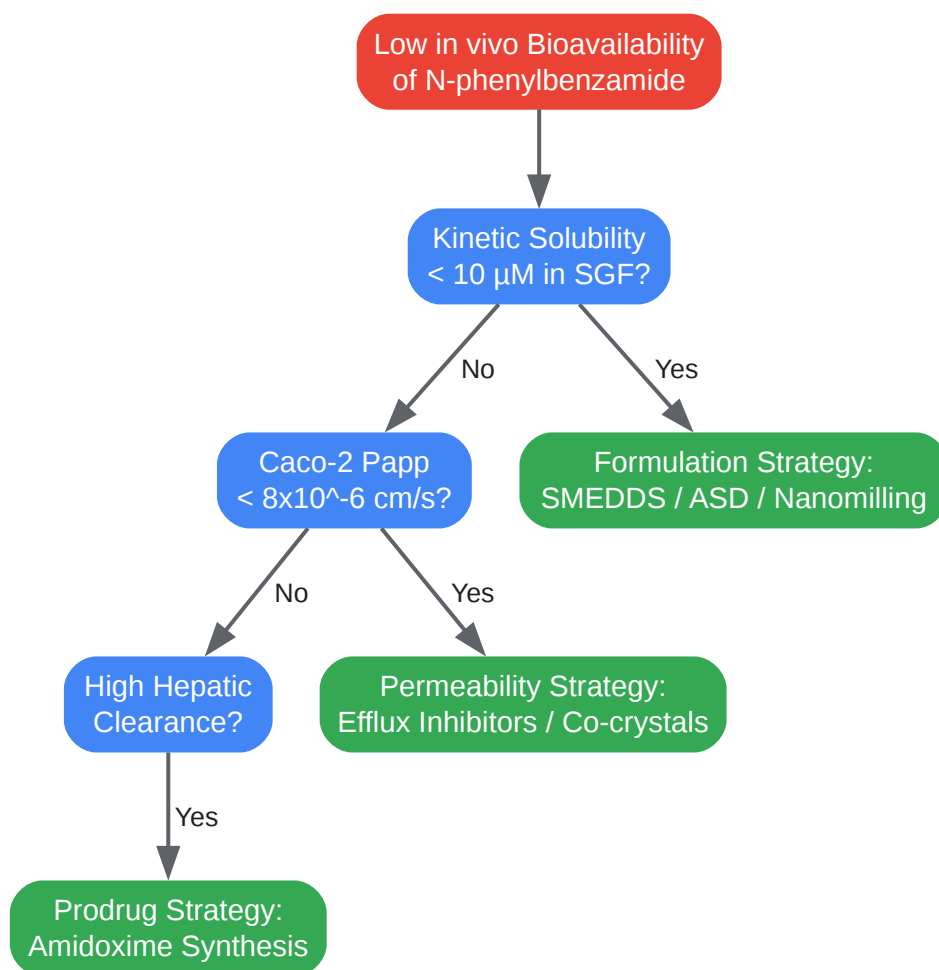 Low in vivo Bioavailability
of N-phenylbenzamide
Kinetic Solubility
< 10 µM in SGF?
No
Yes
Caco-2 Papp
< 8x10^-6 cm/s?
Formulation Strategy:
SMEDDS / ASD / Nanomilling
No
Yes
High Hepatic
Clearance?
Permeability Strategy:
Efflux Inhibitors / Co-crystals
Yes
Prodrug Strategy:
Amidoxime Synthesis